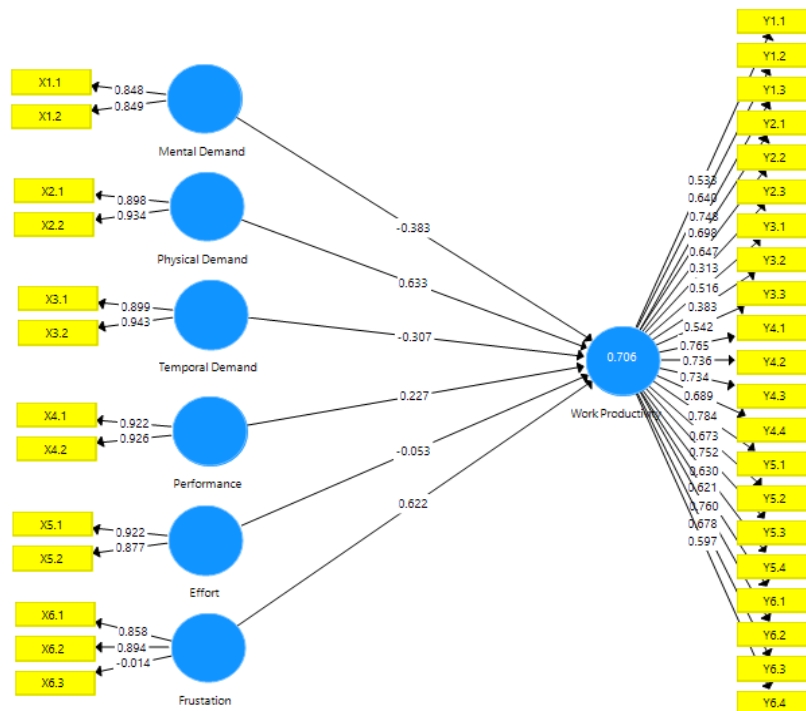 X1.1
0.848
X1.2
0.849
Mental Demand
-0.383
X2.1
0.898
X2.2
0.934
Physical Demand
0.633
X3.1
0.899
X3.2
0.943
Temporal Demand
-0.307
X4.1
0.922
X4.2
0.926
Performance
0.227
X5.1
0.922
X5.2
0.877
Effort
-0.053
X6.1
0.858
X6.2
0.894
X6.3
-0.014
Frustation
0.622
0.706
Work Productivity
0.533
0.640
0.748
0.698
0.647
0.313
0.516
0.383
0.542
0.765
0.736
0.734
0.689
0.784
0.673
0.752
0.630
0.621
0.760
0.678
0.597
Y1.1
Y1.2
Y1.3
Y2.1
Y2.2
Y2.3
Y3.1
Y3.2
Y3.3
Y4.1
Y4.2
Y4.3
Y4.4
Y5.1
Y5.2
Y5.3
Y5.4
Y6.1
Y6.2
Y6.3
Y6.4